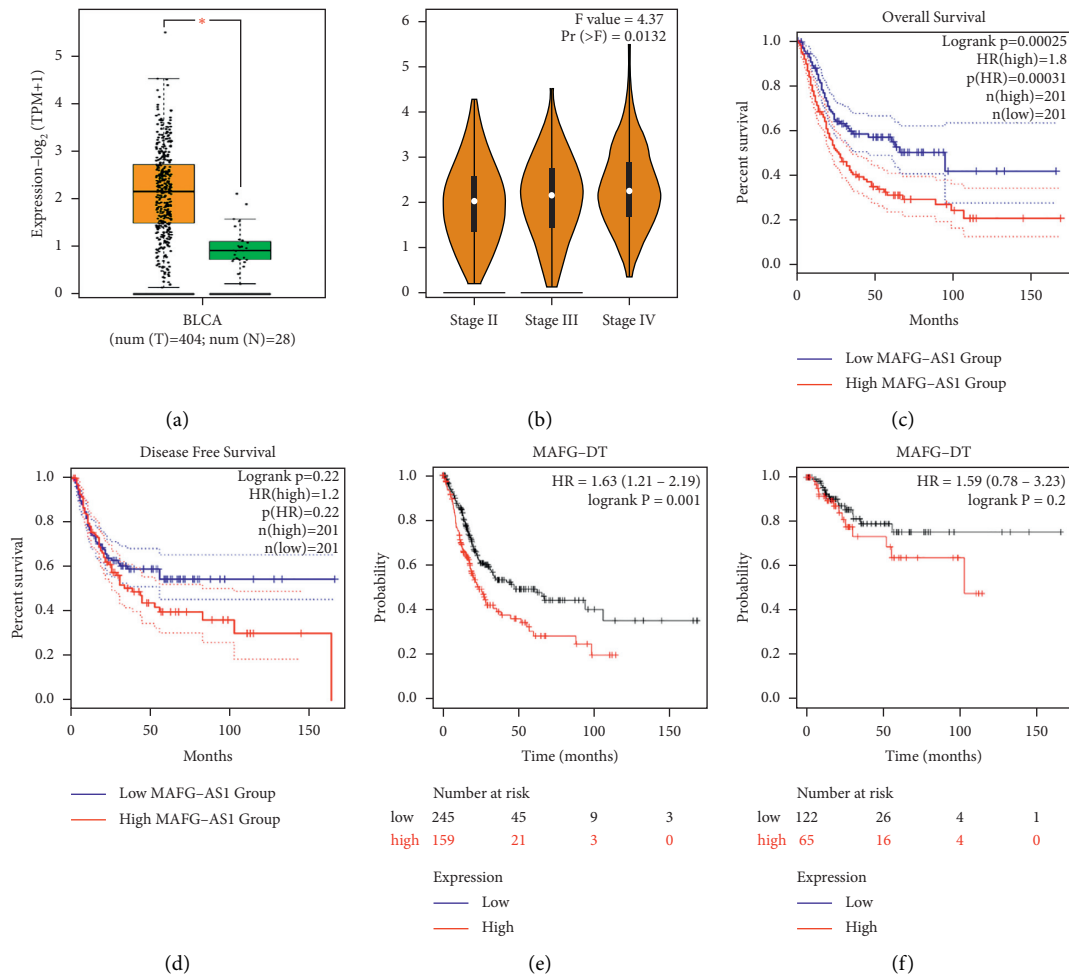 *
Expression-log2 (TPM+1)
5
4
3
2
1
0
BLCA
(num (T)=404; num (N)=28)
(a)
F value = 4.37
Pr (>F) = 0.0132
6
5
4
3
2
1
0
Stage II Stage III Stage IV
(b)
Overall Survival
Logrank p=0.00025
HR(high)=1.8
p(HR)=0.00031
n(high)=201
n(low)=201
Percent survival
1.0
0.8
0.6
0.4
0.2
0.0
0 50 100 150
Months
Low MAFG–AS1 Group
High MAFG–AS1 Group
(c)
Disease Free Survival
Logrank p=0.22
HR(high)=1.2
p(HR)=0.22
n(high)=201
n(low)=201
Percent survival
1.0
0.8
0.6
0.4
0.2
0.0
0 50 100 150
Months
Low MAFG–AS1 Group
High MAFG–AS1 Group
(d)
MAFG–DT
HR = 1.63 (1.21 – 2.19)
logrank P = 0.001
Probability
1.0
0.8
0.6
0.4
0.2
0.0
0 50 100 150
Time (months)
Number at risk
low 245 45 9 3
high 159 21 3 0
Expression
Low
High
(e)
MAFG–DT
HR = 1.59 (0.78 – 3.23)
logrank P = 0.2
Probability
1.0
0.8
0.6
0.4
0.2
0.0
0 50 100 150
Time (months)
Number at risk
low 122 26 4 1
high 65 16 4 0
Expression
Low
High
(f)